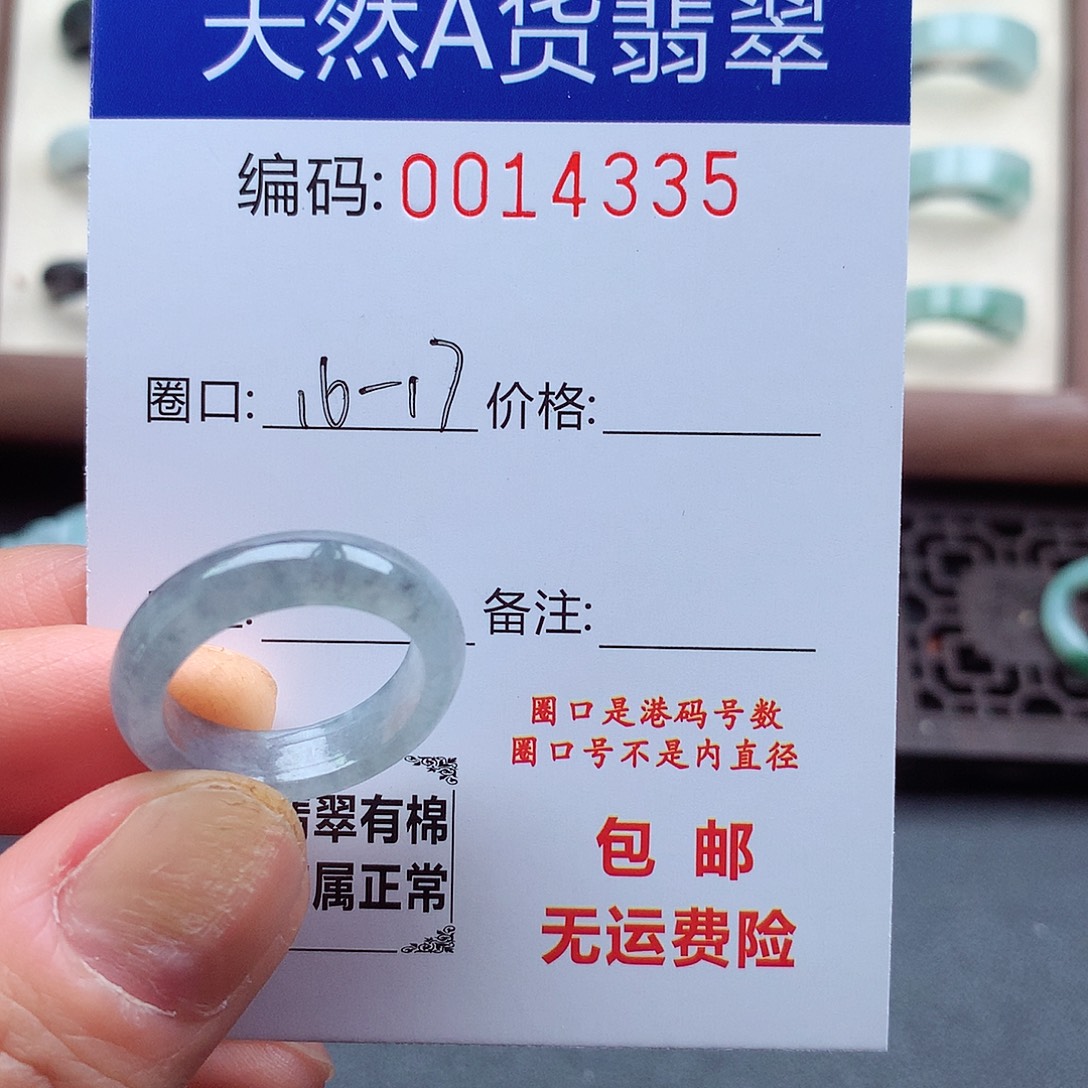 天然A货翡翠
编码: 0014335
圈口: 16-17 价格:
备注:
圈口是港码号数
圈口号不是内直径
翠有棉
属正常
包 邮
无运费险